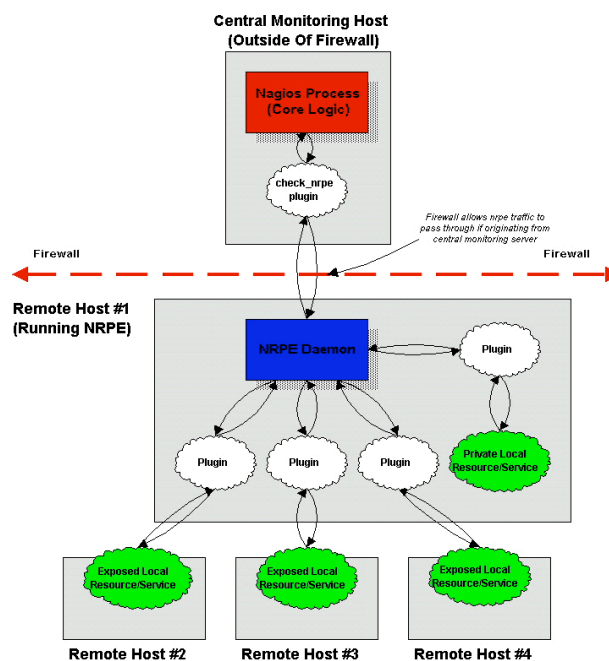 Central Monitoring Host
(Outside Of Firewall)
Nagios Process
(Core Logic)
check_nrpe
plugin
Firewall allows nrpe traffic to
pass through if originating from
central monitoring server
Firewall
Firewall
Remote Host #1
(Running NRPE)
NRPE Daemon
Plugin
Private Local
Resource/Service
Plugin
Plugin
Plugin
Exposed Local
Resource/Service
Exposed Local
Resource/Service
Exposed Local
Resource/Service
Remote Host #2
Remote Host #3
Remote Host #4